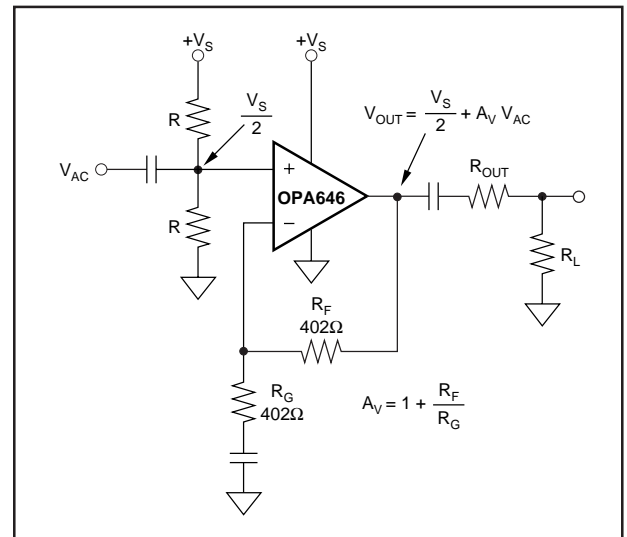 +V_S
+V_S
R
V_S / 2
V_OUT = V_S / 2 + A_V V_AC
V_AC
+
OPA646
−
R_OUT
R
R_L
R_F
402Ω
R_G
402Ω
A_V = 1 + R_F / R_G